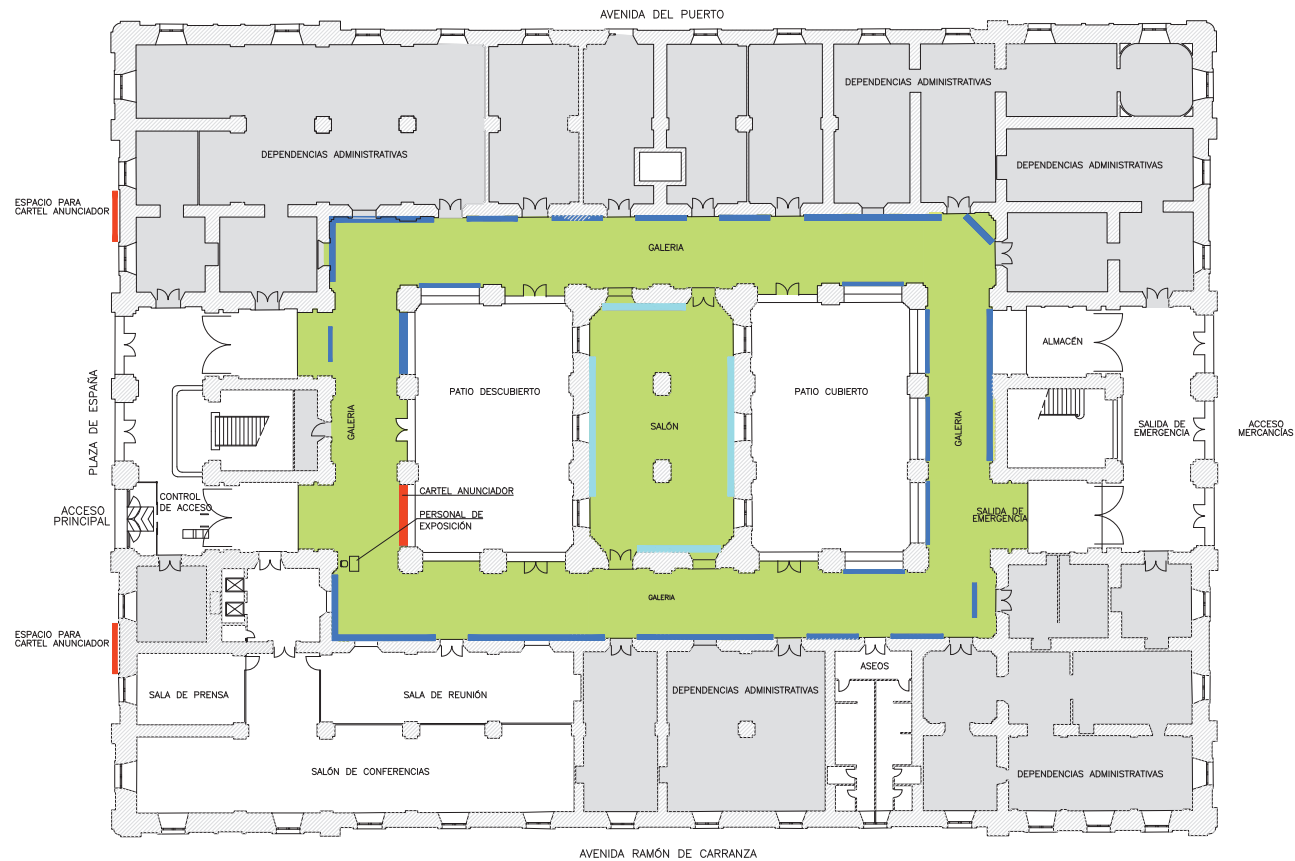 AVENIDA DEL PUERTO
DEPENDENCIAS ADMINISTRATIVAS
DEPENDENCIAS ADMINISTRATIVAS
DEPENDENCIAS ADMINISTRATIVAS
ESPACIO PARA
CARTEL ANUNCIADOR
GALERIA
PLAZA DE ESPAÑA
GALERIA
PATIO DESCUBIERTO
SALÓN
PATIO CUBIERTO
GALERIA
ALMACÉN
SALIDA DE
EMERGENCIA
ACCESO
MERCANCÍAS
ACCESO
PRINCIPAL
CONTROL
DE ACCESO
CARTEL ANUNCIADOR
PERSONAL DE
EXPOSICIÓN
SALIDA DE
EMERGENCIA
GALERIA
ESPACIO PARA
CARTEL ANUNCIADOR
SALA DE PRENSA
SALA DE REUNIÓN
DEPENDENCIAS ADMINISTRATIVAS
ASEOS
SALÓN DE CONFERENCIAS
DEPENDENCIAS ADMINISTRATIVAS
AVENIDA RAMÓN DE CARRANZA